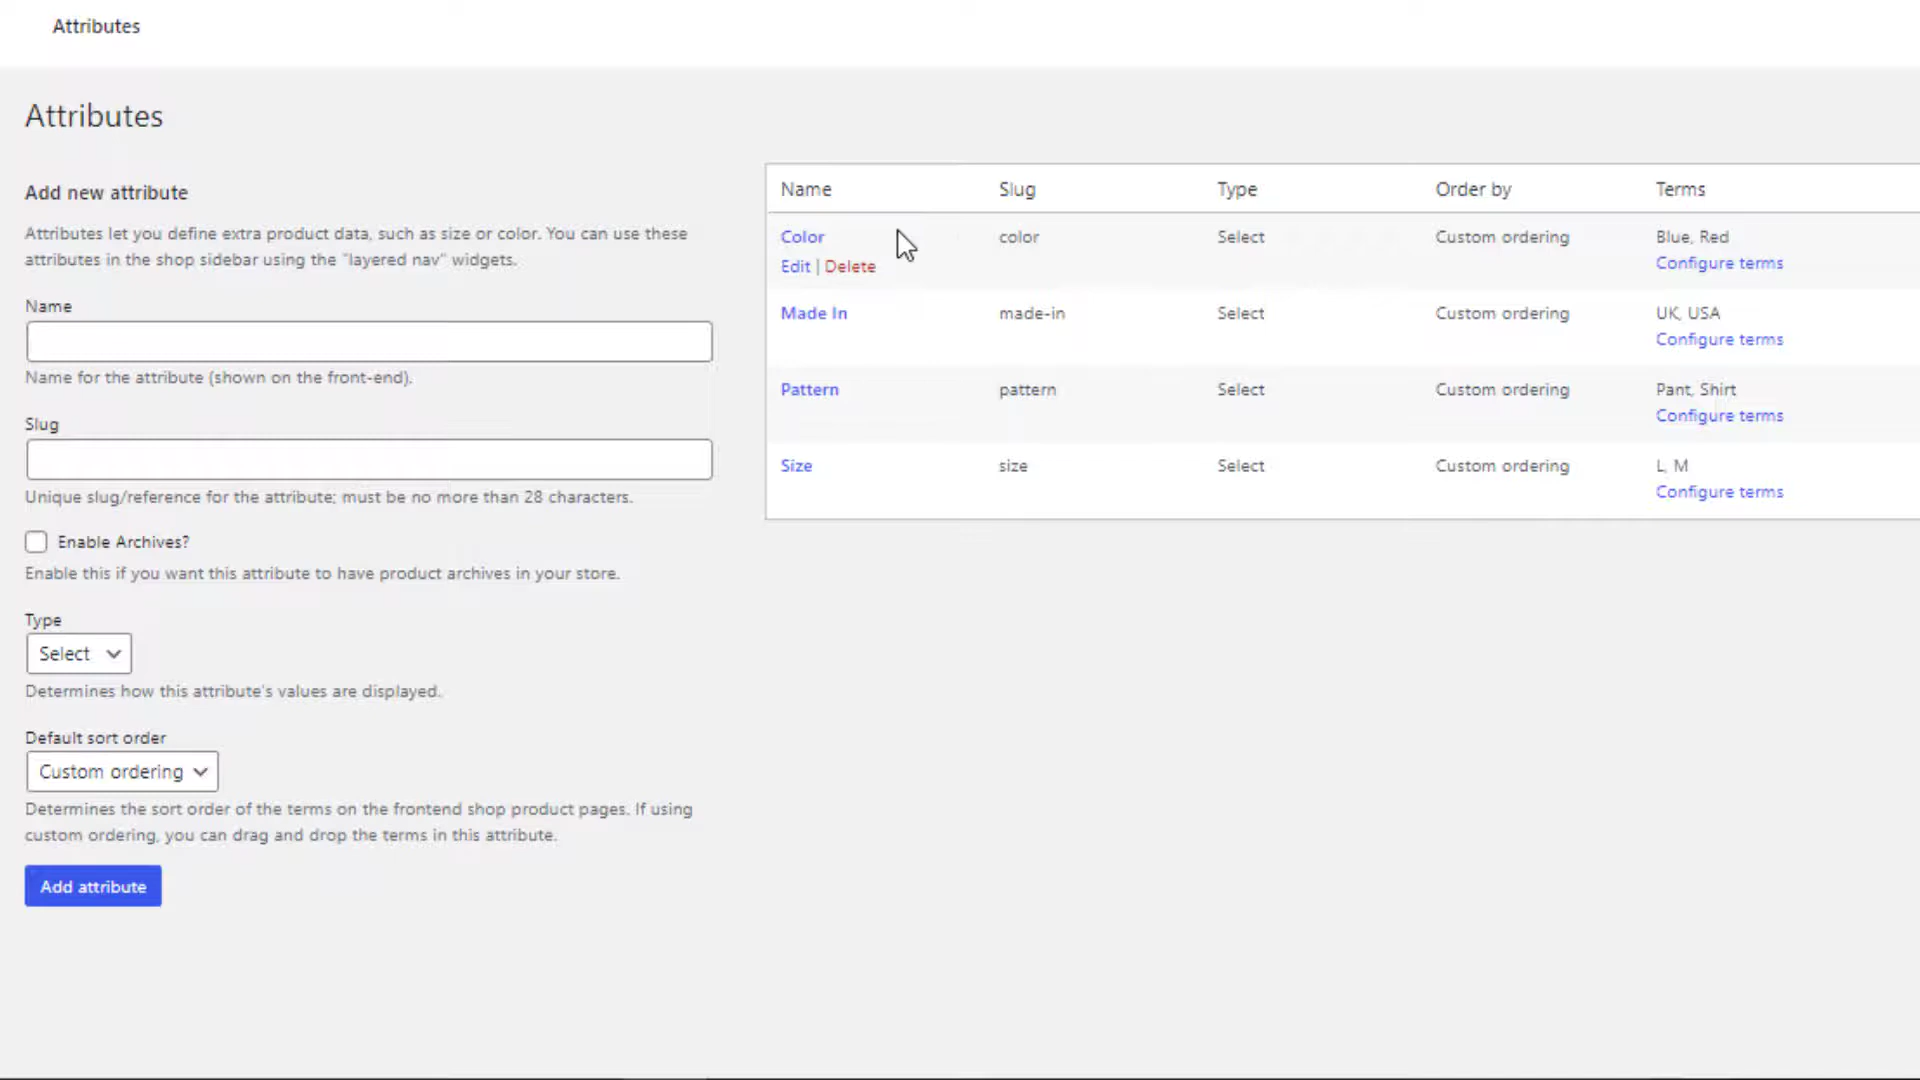 Attributes
Attributes
Add new attribute
Attributes let you define extra product data, such as size or color. You can use these
attributes in the shop sidebar using the "layered nav" widgets.
Name
Name for the attribute (shown on the front-end).
Slug
Unique slug/reference for the attribute; must be no more than 28 characters.
Enable Archives?
Enable this if you want this attribute to have product archives in your store.
Type
Select
Determines how this attribute's values are displayed.
Default sort order
Custom ordering
Determines the sort order of the terms on the frontend shop product pages. If using
custom ordering, you can drag and drop the terms in this attribute.
Add attribute
Name Slug Type Order by Terms
Color color Select Custom ordering Blue, Red
Edit | Delete Configure terms
Made In made-in Select Custom ordering UK, USA
Configure terms
Pattern pattern Select Custom ordering Pant, Shirt
Configure terms
Size size Select Custom ordering L, M
Configure terms